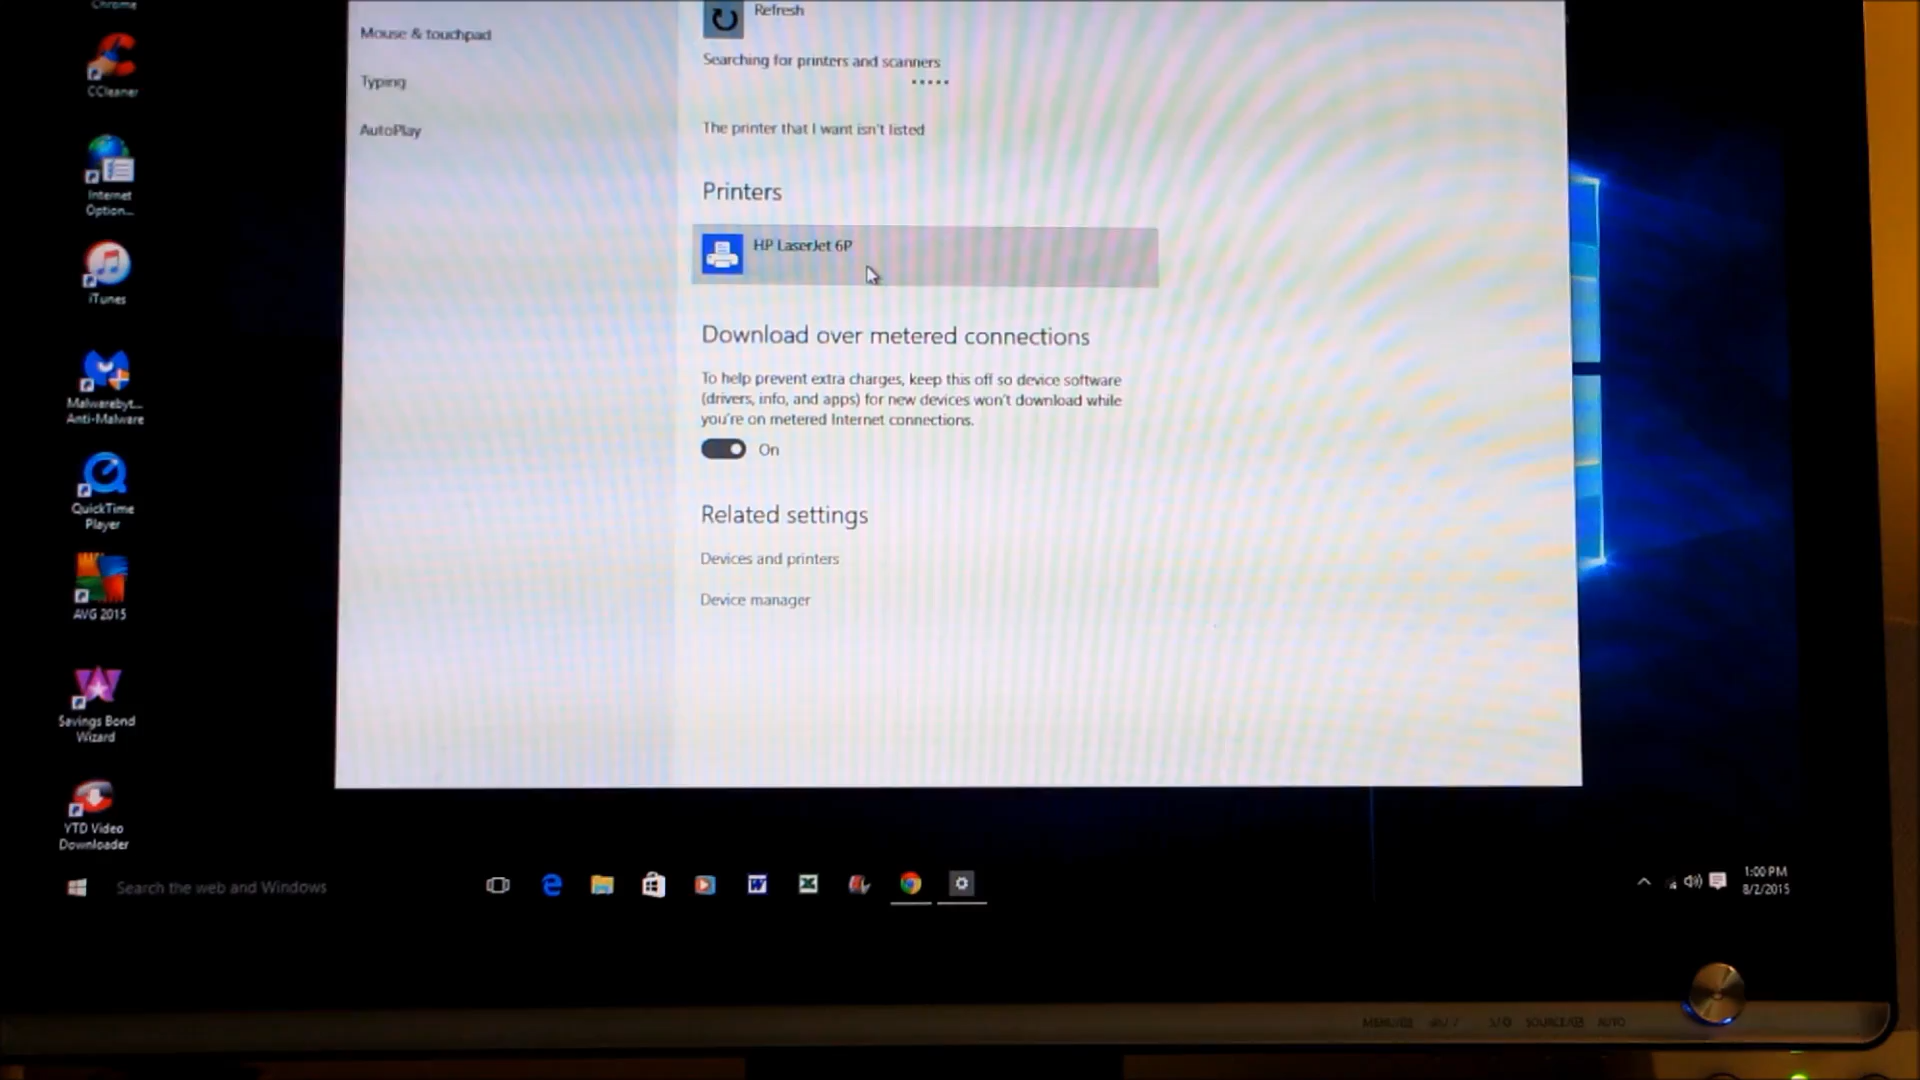 Chrome
CCleaner
Internet
Option...
iTunes
Malwareby...
Anti-Malware
QuickTime
Player
AVG 2015
Savings Bond
Wizard
YTD Video
Downloader
Mouse & touchpad
Typing
AutoPlay
Refresh
Searching for printers and scanners
The printer that I want isn't listed
Printers
HP LaserJet 6P
Download over metered connections
To help prevent extra charges, keep this off so device software
(drivers, info, and apps) for new devices won't download while
you're on metered Internet connections.
On
Related settings
Devices and printers
Device manager
Search the web and Windows
1:00 PM
8/2/2015
AUTO